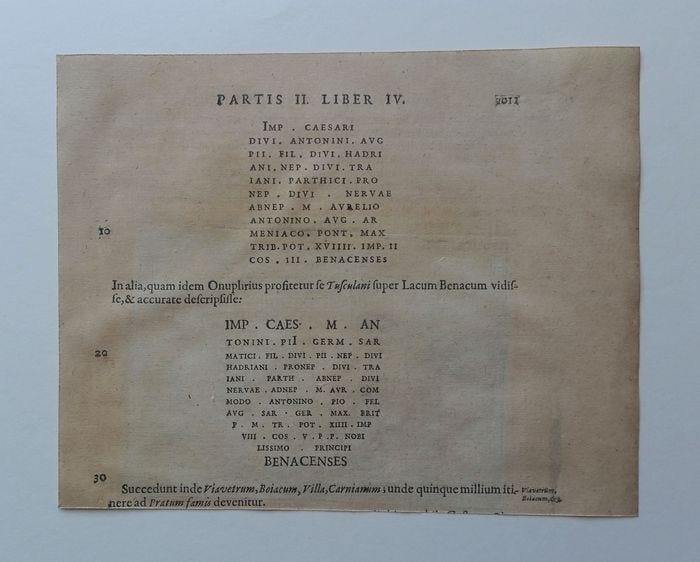 PARTIS II. LIBER IV. 2011
IMP . CAESARI
DIVI . ANTONINI . AVG
PII . FIL . DIVI . HADRI
ANI . NEP . DIVI . TRA
IANI . PARTHICI . PRO
NEP . DIVI . NERVAE
ABNEP . M . AVRELIO
ANTONINO . AVG . AR
10 MENIACO . PONT . MAX
TRIB . POT . XVIIII . IMP . II
COS . III . BENACENSES
In alia, quam idem Onuphrius profitetur se Tusculani super Lacum Benacum vidis-
se, & accurate descripsisse:
IMP . CAES . . M . AN
TONINI . PII . GERM . SAR
20 MATICI . FIL . DIVI . PII . NEP . DIVI
HADRIANI . PRONEP . DIVI . TRA
IANI . PARTH . ABNEP . DIVI
NERVAE . ADNEP . M . AVR . COM
MODO . ANTONINO . PIO . FEL
AVG . SAR . GER . MAX . BRIT
P . M . TR . POT . XIIII . IMP
VIII . COS . V . P . P . NOBI
LISSIMO . PRINCIPI
BENACENSES
30
Succedunt inde Viavetrum, Boiacum, Villa, Carnianum; unde quinque millium iti- Viavetrum,
nere ad Pratum famis devenitur. Boiacum, &c.